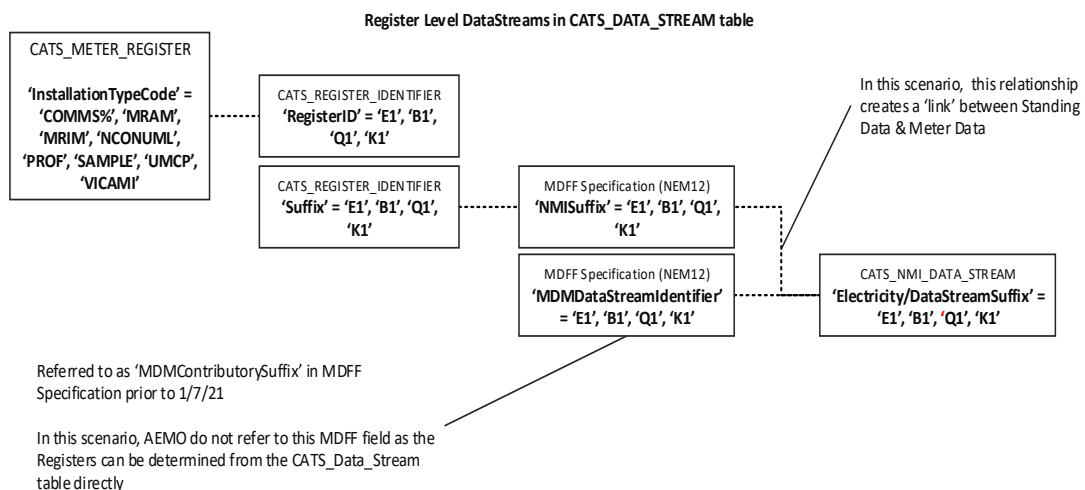 Register Level DataStreams in CATS_DATA_STREAM table
CATS_METER_REGISTER
‘InstallationTypeCode’ =
‘COMMS%’, ‘MRAM’,
‘MRIM’, ‘NCONUML’,
‘PROF’, ‘SAMPLE’, ‘UMCP’,
‘VICAMI’
CATS_REGISTER_IDENTIFIER
‘RegisterID’ = ‘E1’, ‘B1’,
‘Q1’, ‘K1’
CATS_REGISTER_IDENTIFIER
‘Suffix’ = ‘E1’, ‘B1’, ‘Q1’,
‘K1’
MDFF Specification (NEM12)
‘NMISuffix’ = ‘E1’, ‘B1’, ‘Q1’,
‘K1’
MDFF Specification (NEM12)
‘MDMDataStreamIdentifier’
= ‘E1’, ‘B1’, ‘Q1’, ‘K1’
In this scenario, this relationship
creates a ‘link’ between Standing
Data & Meter Data
CATS_NMI_DATA_STREAM
‘Electricity/DataStreamSuffix’ =
‘E1’, ‘B1’, ‘Q1’, ‘K1’
Referred to as ‘MDMContributorySuffix’ in MDFF
Specification prior to 1/7/21
In this scenario, AEMO do not refer to this MDFF field as the
Registers can be determined from the CATS_Data_Stream
table directly